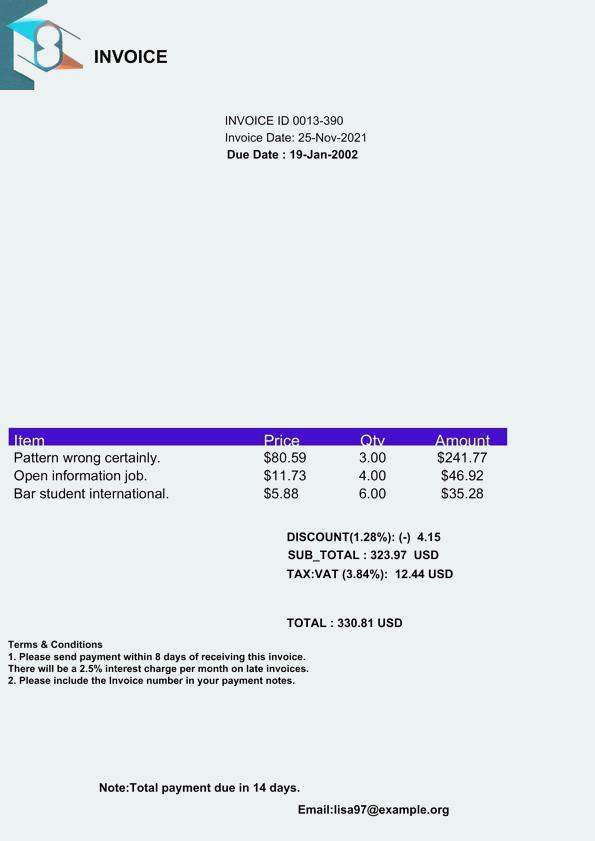 INVOICE
INVOICE ID 0013-390
Invoice Date: 25-Nov-2021
Due Date : 19-Jan-2002
Item Price Qty Amount
Pattern wrong certainly. $80.59 3.00 $241.77
Open information job. $11.73 4.00 $46.92
Bar student international. $5.88 6.00 $35.28
DISCOUNT(1.28%): (-) 4.15
SUB_TOTAL : 323.97 USD
TAX:VAT (3.84%): 12.44 USD
TOTAL : 330.81 USD
Terms & Conditions
1. Please send payment within 8 days of receiving this invoice.
There will be a 2.5% interest charge per month on late invoices.
2. Please include the Invoice number in your payment notes.
Note:Total payment due in 14 days.
Email:lisa97@example.org